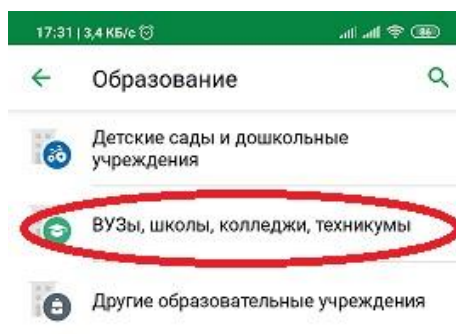 17:31 | 3,4 КБ/с 86
Образование
Детские сады и дошкольные
учреждения
ВУЗы, школы, колледжи, техникумы
Другие образовательные учреждения